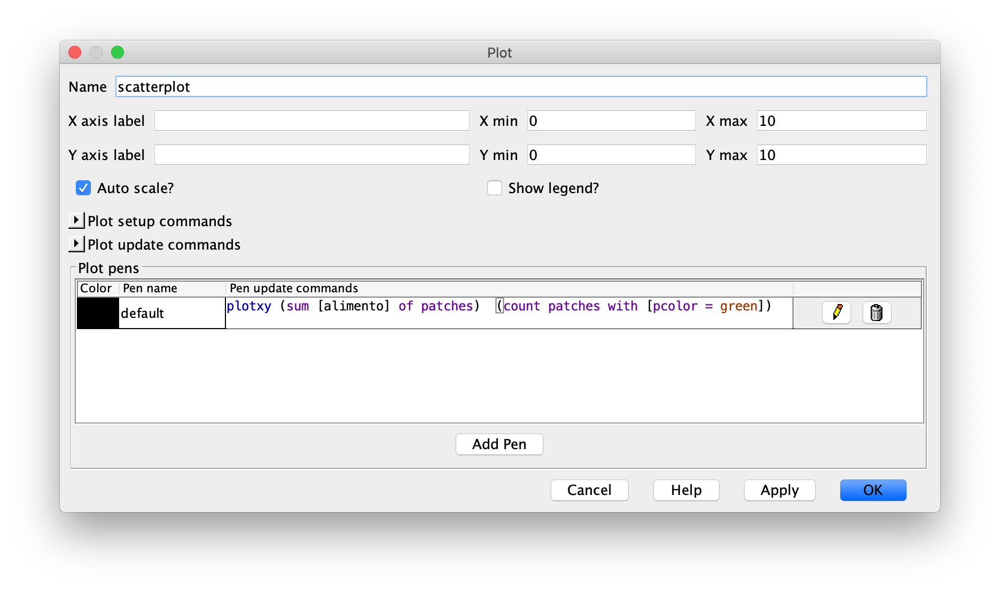 Plot
Name scatterplot
X axis label X min 0 X max 10
Y axis label Y min 0 Y max 10
Auto scale? Show legend?
Plot setup commands
Plot update commands
Plot pens
Color Pen name Pen update commands
default plotxy (sum [alimento] of patches)  (count patches with [pcolor = green])
Add Pen
Cancel Help Apply OK